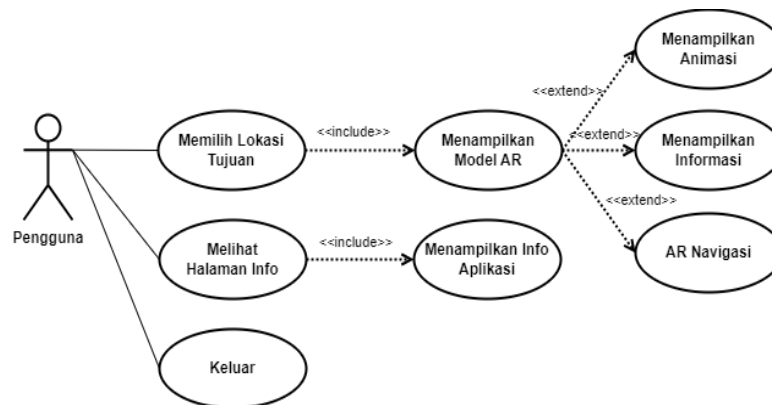 Menampilkan
Animasi
<<extend>>
Memilih Lokasi
Tujuan
<<include>>
Menampilkan
Model AR
<<extend>>
Menampilkan
Informasi
<<extend>>
Pengguna
Melihat
Halaman Info
<<include>>
Menampilkan Info
Aplikasi
AR Navigasi
Keluar